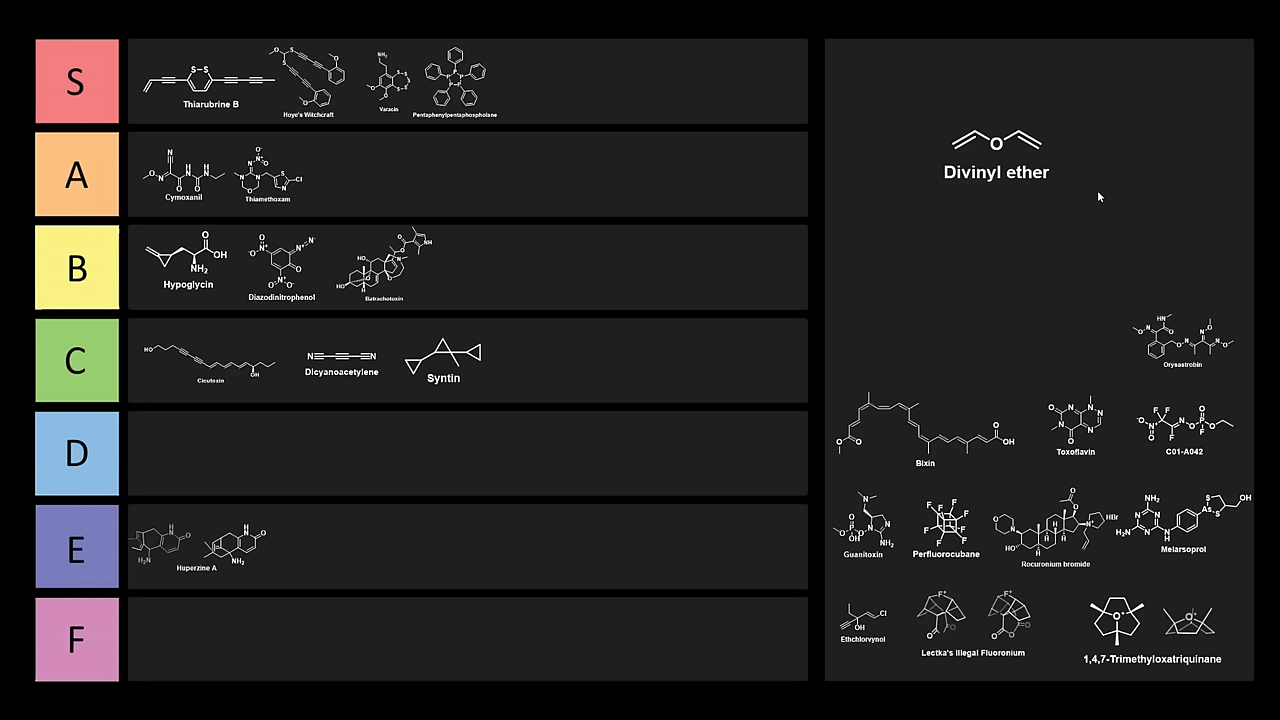 S
Thiarubrine B
Hoye's Witchcraft
Varacis
Pentaphenylpentaphospholane
A
Cymoxanil
Thiamethoxam
B
Hypoglycin
Diazodinitrophenol
Batrachotoxin
C
Cicutoxin
Dicyanoacetylene
Syntin
D
E
Huperzine A
F
Divinyl ether
Orysastrobin
Bixin
Toxoflavin
C01-A042
Guanitoxin
Perfluorocubane
Rocuronium bromide
Melarsoprol
Ethchlorvynol
Lectka's Illegal Fluoronium
1,4,7-Trimethyloxatriquinane